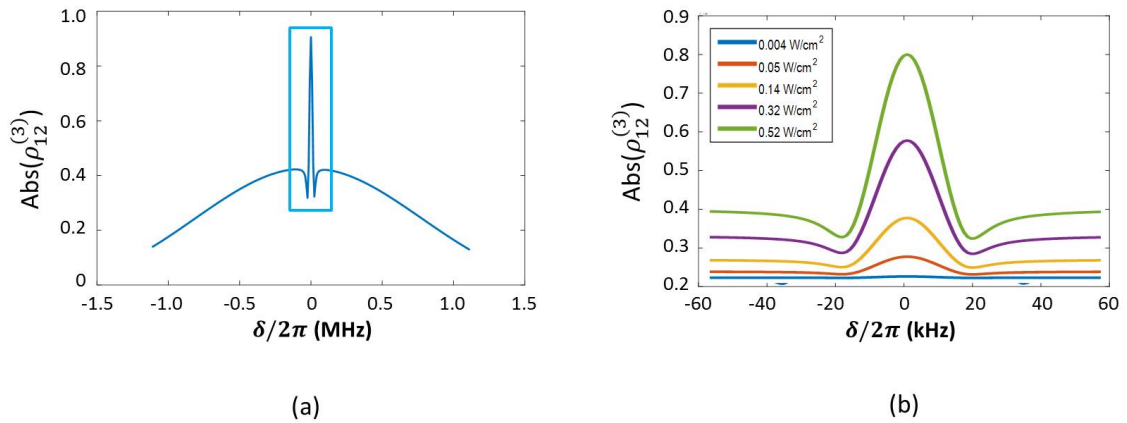 Abs(ρ₁₂⁽³⁾)
1.0
0.8
0.6
0.4
0.2
0
-1.5
-1.0
-0.5
0
0.5
1.0
1.5
δ/2π (MHz)
(a)
Abs(ρ₁₂⁽³⁾)
0.9
0.8
0.7
0.6
0.5
0.4
0.3
0.2
0.004 W/cm²
0.05 W/cm²
0.14 W/cm²
0.32 W/cm²
0.52 W/cm²
-60
-40
-20
0
20
40
60
δ/2π (kHz)
(b)